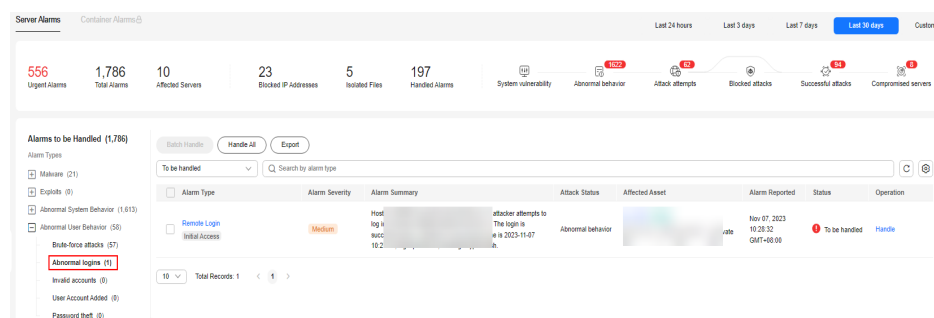 Server Alarms
Container Alarms
Last 24 hours
Last 3 days
Last 7 days
Last 30 days
Custom
556
Urgent Alarms
1,786
Total Alarms
10
Affected Servers
23
Blocked IP Addresses
5
Isolated Files
197
Handled Alarms
System vulnerability
1622
Abnormal behavior
62
Attack attempts
Blocked attacks
94
Successful attacks
8
Compromised servers
Alarms to be Handled (1,786)
Alarm Types
Malware (21)
Exploits (0)
Abnormal System Behavior (1,613)
Abnormal User Behavior (58)
Brute-force attacks (57)
Abnormal logins (1)
Invalid accounts (0)
User Account Added (0)
Password theft (0)
Batch Handle
Handle All
Export
To be handled
Search by alarm type
Alarm Type
Alarm Severity
Alarm Summary
Attack Status
Affected Asset
Alarm Reported
Status
Operation
Remote Login
Initial Access
Medium
Host attacker attempts to
log i The login is
succ e is 2023-11-07
10:2 sh.
Abnormal behavior
vate
Nov 07, 2023
10:28:32
GMT+08:00
To be handled
Handle
10
Total Records: 1
1